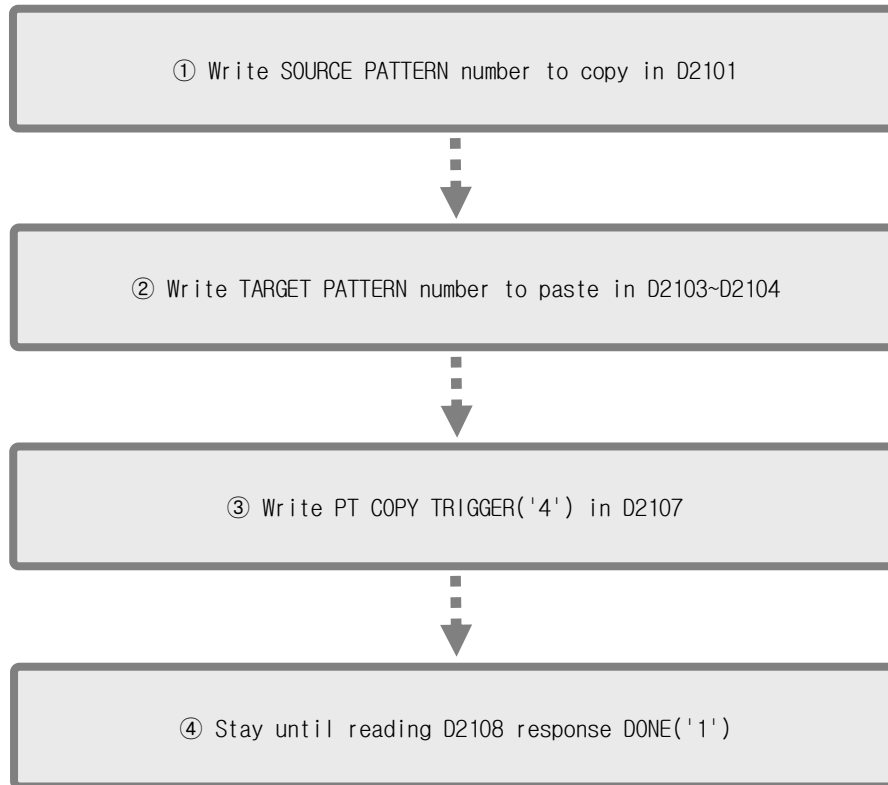 ① Write SOURCE PATTERN number to copy in D2101
② Write TARGET PATTERN number to paste in D2103~D2104
③ Write PT COPY TRIGGER('4') in D2107
④ Stay until reading D2108 response DONE('1')